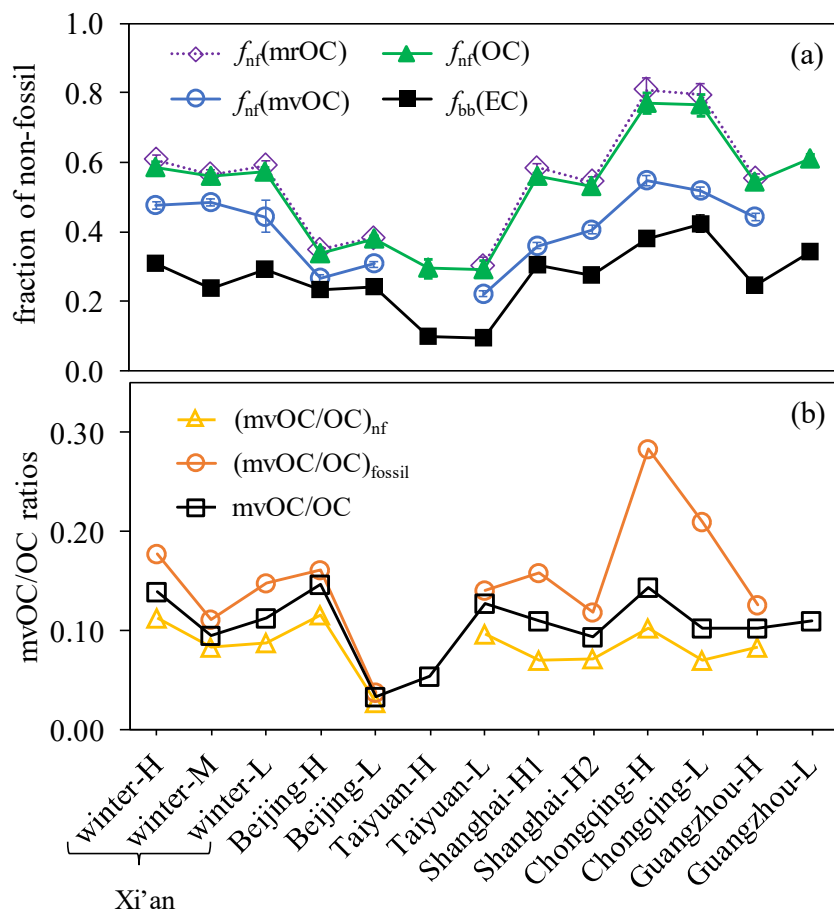 1.0
0.8
0.6
0.4
0.2
0.0
fraction of non-fossil
(a)
fnf(mrOC)
fnf(OC)
fnf(mvOC)
fbb(EC)
0.30
0.20
0.10
0.00
mvOC/OC ratios
(b)
(mvOC/OC)nf
(mvOC/OC)fossil
mvOC/OC
winter-H
winter-M
winter-L
Beijing-H
Beijing-L
Taiyuan-H
Taiyuan-L
Shanghai-H1
Shanghai-H2
Chongqing-H
Chongqing-L
Guangzhou-H
Guangzhou-L
Xi’an